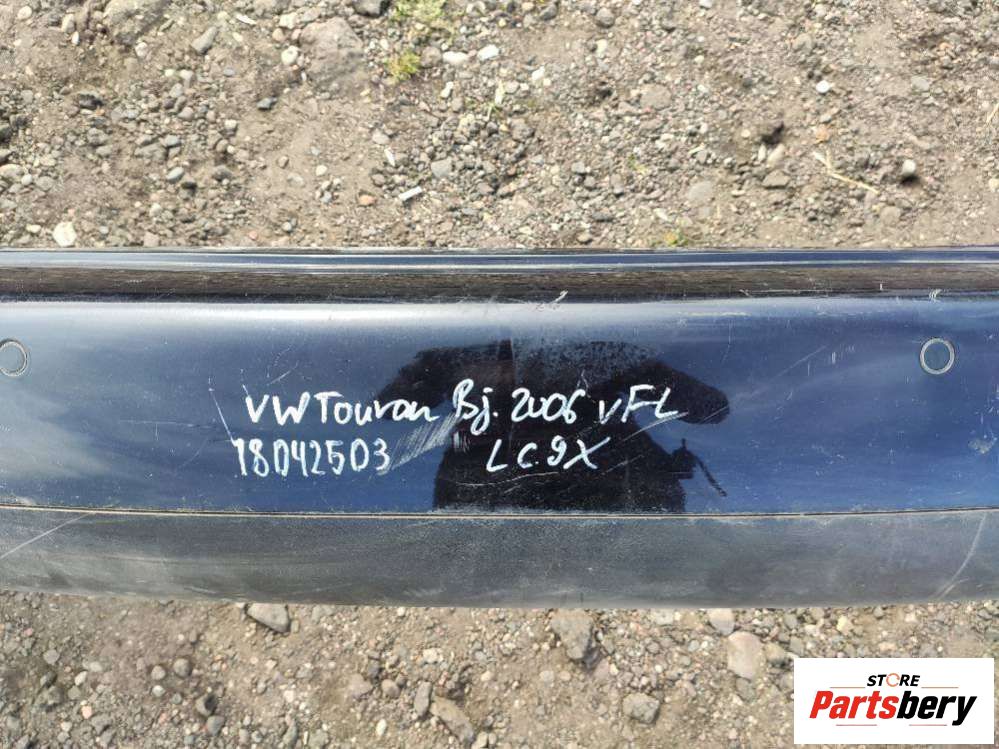 VW Touran Bj. 2006 vFL
18042503 LC9X
STORE
Partsbery